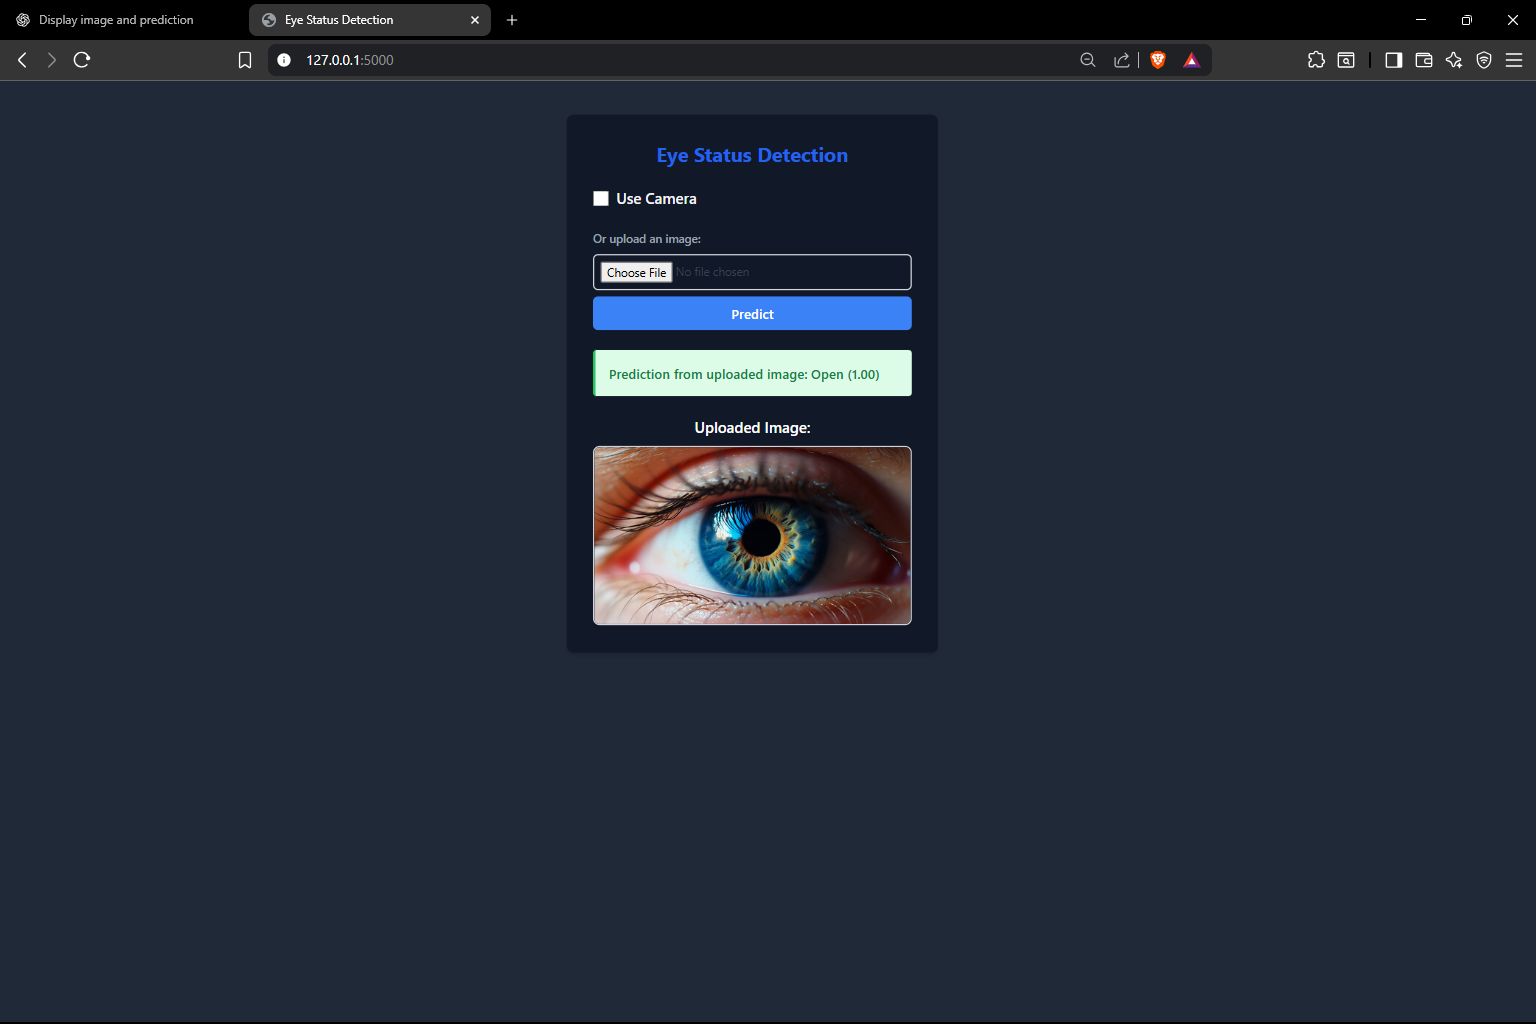 Display image and prediction
Eye Status Detection
127.0.0.1:5000
Eye Status Detection
Use Camera
Or upload an image:
Choose File No file chosen
Predict
Prediction from uploaded image: Open (1.00)
Uploaded Image: